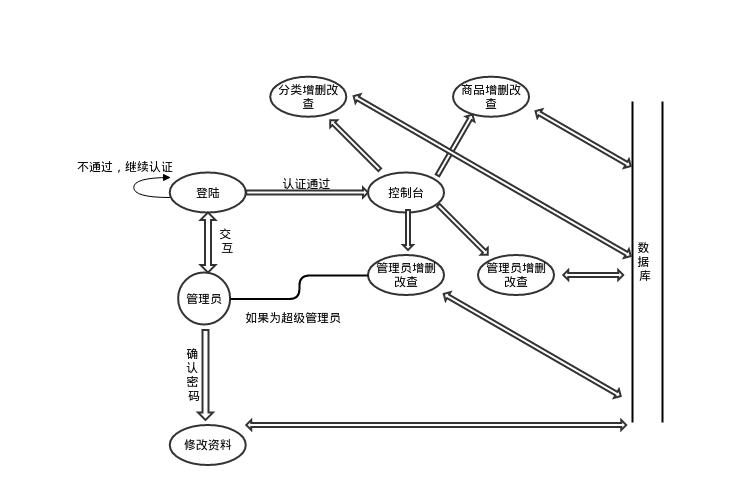 分类增删改
查
商品增删改
查
不通过，继续认证
登陆
认证通过
控制台
交
互
数
据
库
管理员增删
改查
管理员增删
改查
管理员
如果为超级管理员
确
认
密
码
修改资料